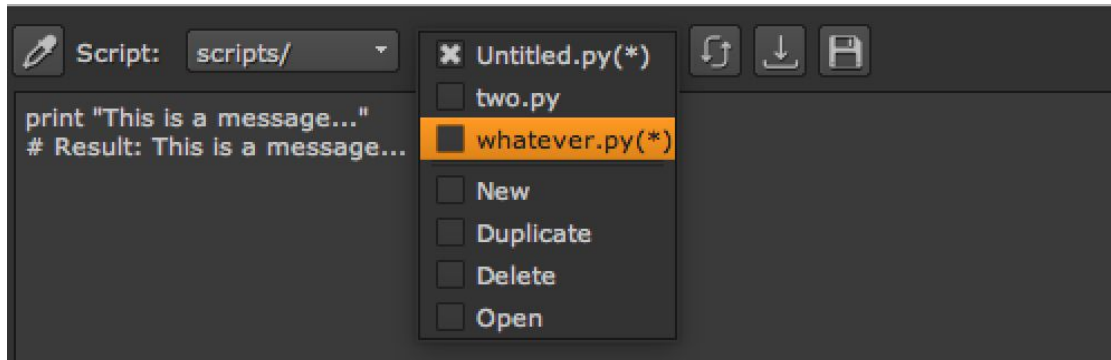 Script: scripts/
Untitled.py(*)
two.py
whatever.py(*)
New
Duplicate
Delete
Open
print "This is a message..."
# Result: This is a message...